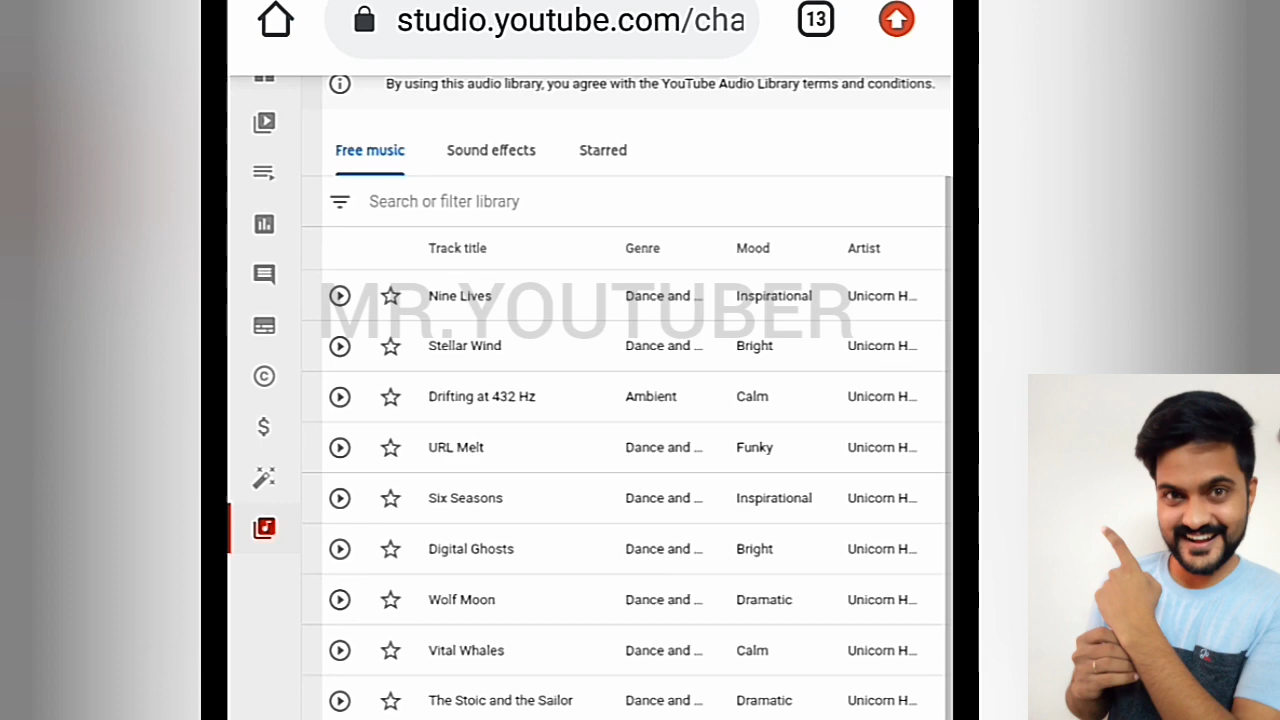 studio.youtube.com/cha 13
By using this audio library, you agree with the YouTube Audio Library terms and conditions.
Free music Sound effects Starred
Search or filter library
Track title Genre Mood Artist
Nine Lives Dance and ... Inspirational Unicorn H...
MR.YOUTUBER
Stellar Wind Dance and ... Bright Unicorn H...
Drifting at 432 Hz Ambient Calm Unicorn H...
URL Melt Dance and ... Funky Unicorn H...
Six Seasons Dance and ... Inspirational Unicorn H...
Digital Ghosts Dance and ... Bright Unicorn H...
Wolf Moon Dance and ... Dramatic Unicorn H...
Vital Whales Dance and ... Calm Unicorn H...
The Stoic and the Sailor Dance and ... Dramatic Unicorn H...